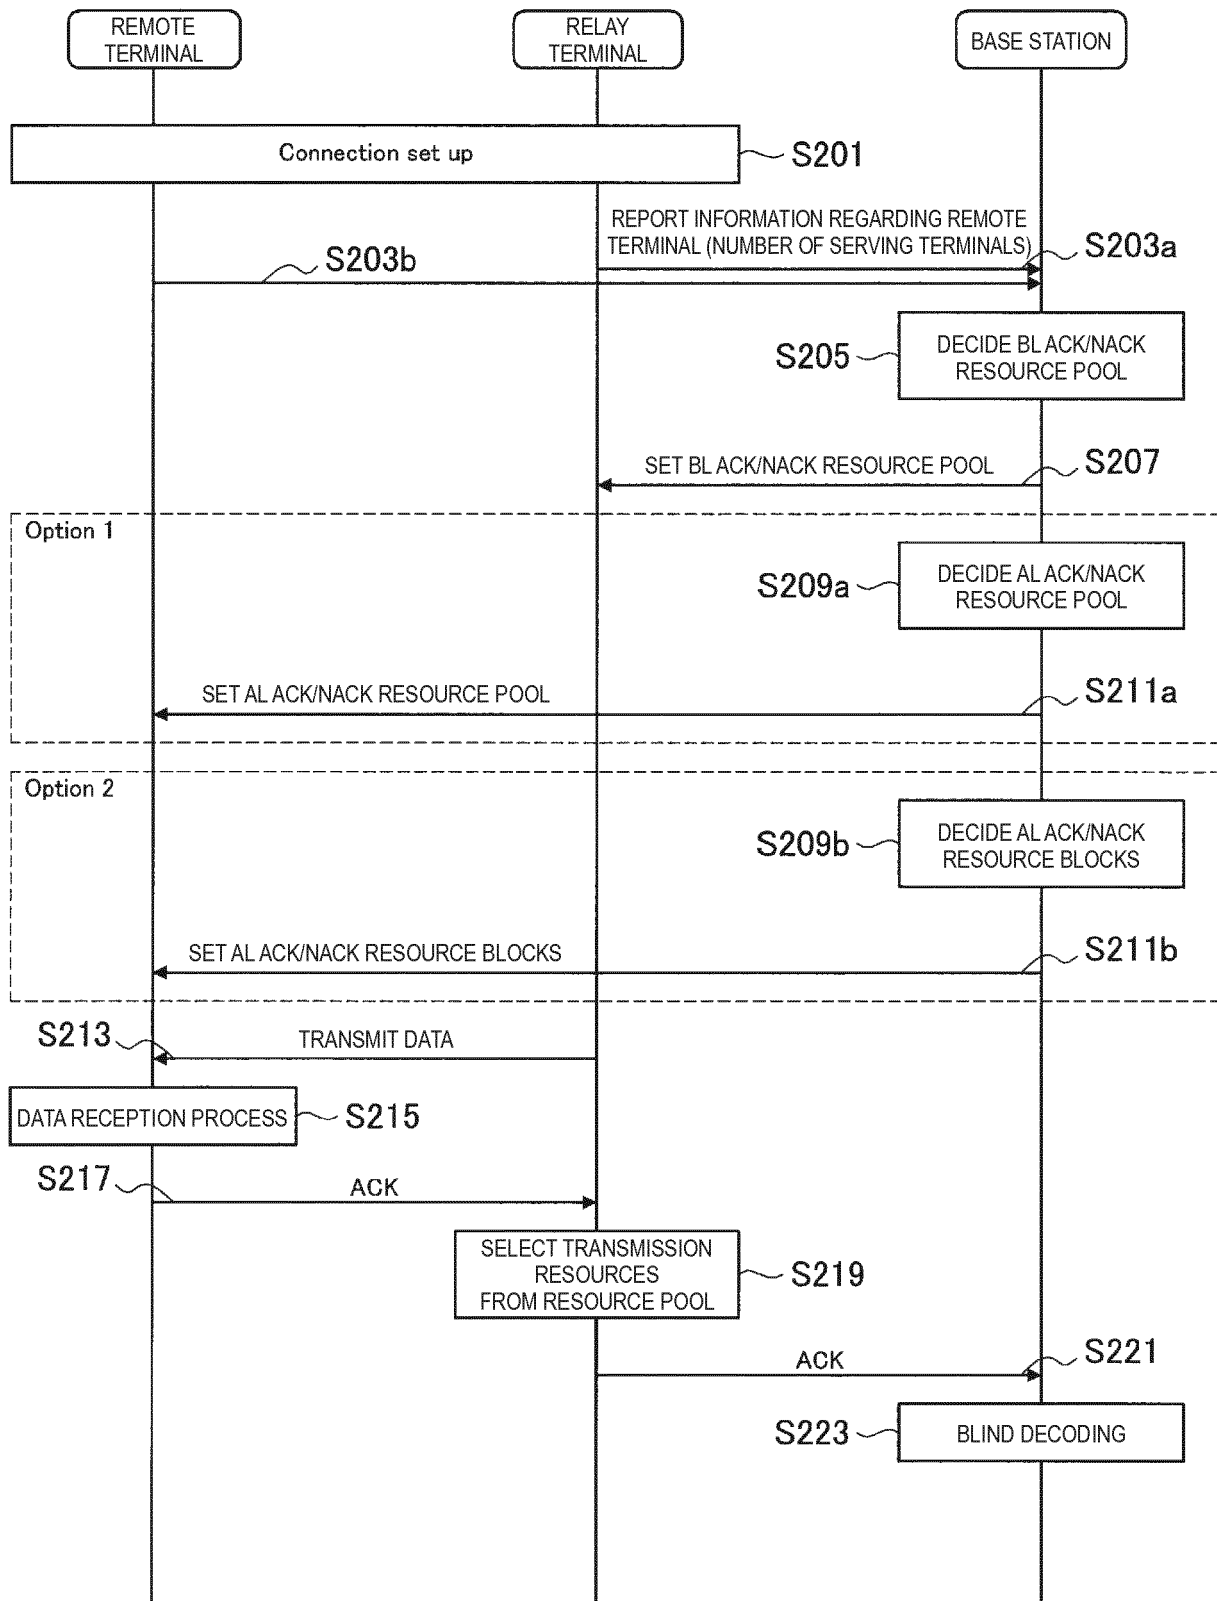 REMOTE
TERMINAL
RELAY
TERMINAL
BASE STATION
Connection set up
S201
REPORT INFORMATION REGARDING REMOTE
TERMINAL (NUMBER OF SERVING TERMINALS)
S203a
S203b
DECIDE BL ACK/NACK
RESOURCE POOL
S205
SET BL ACK/NACK RESOURCE POOL
S207
Option 1
DECIDE AL ACK/NACK
RESOURCE POOL
S209a
SET AL ACK/NACK RESOURCE POOL
S211a
Option 2
DECIDE AL ACK/NACK
RESOURCE BLOCKS
S209b
SET AL ACK/NACK RESOURCE BLOCKS
S211b
S213
TRANSMIT DATA
DATA RECEPTION PROCESS
S215
S217
ACK
SELECT TRANSMISSION
RESOURCES
FROM RESOURCE POOL
S219
ACK
S221
S223
BLIND DECODING